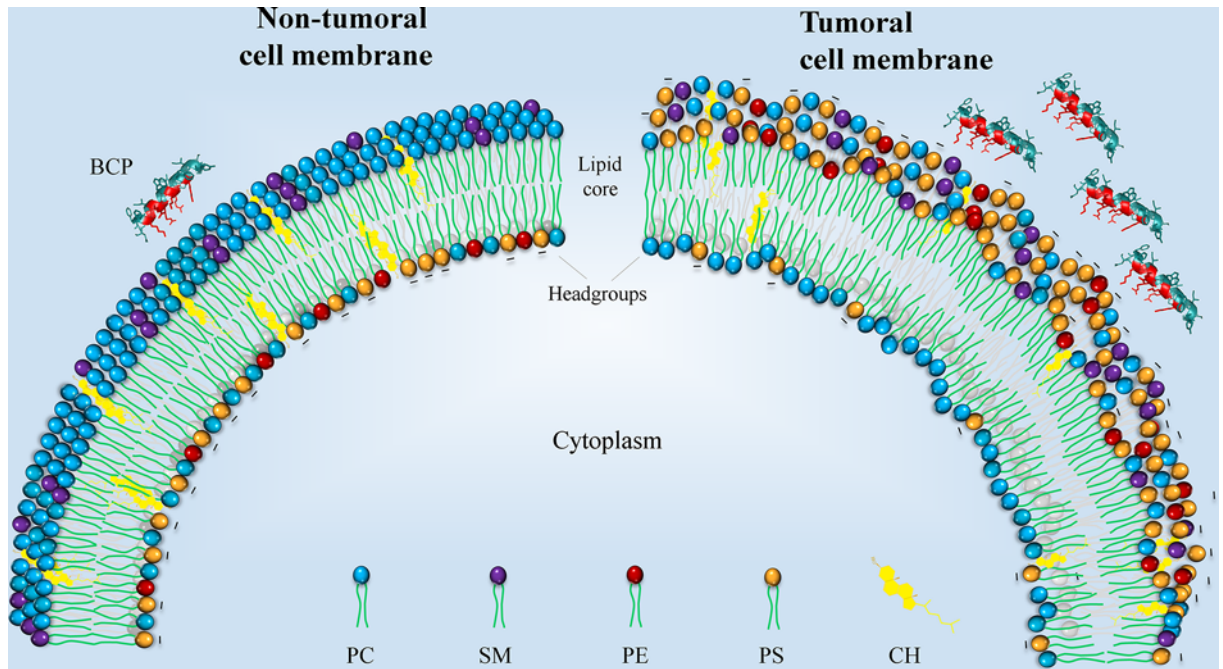 Non-tumoral
cell membrane
Tumoral
cell membrane
BCP
Lipid
core
Headgroups
Cytoplasm
PC
SM
PE
PS
CH